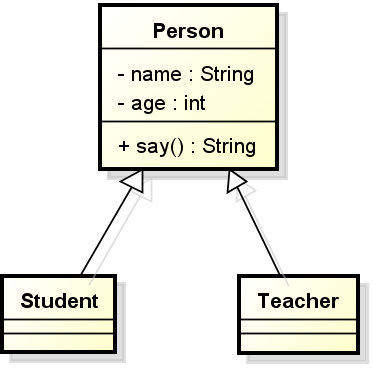 Person
- name : String
- age : int
+ say() : String
Student
Teacher